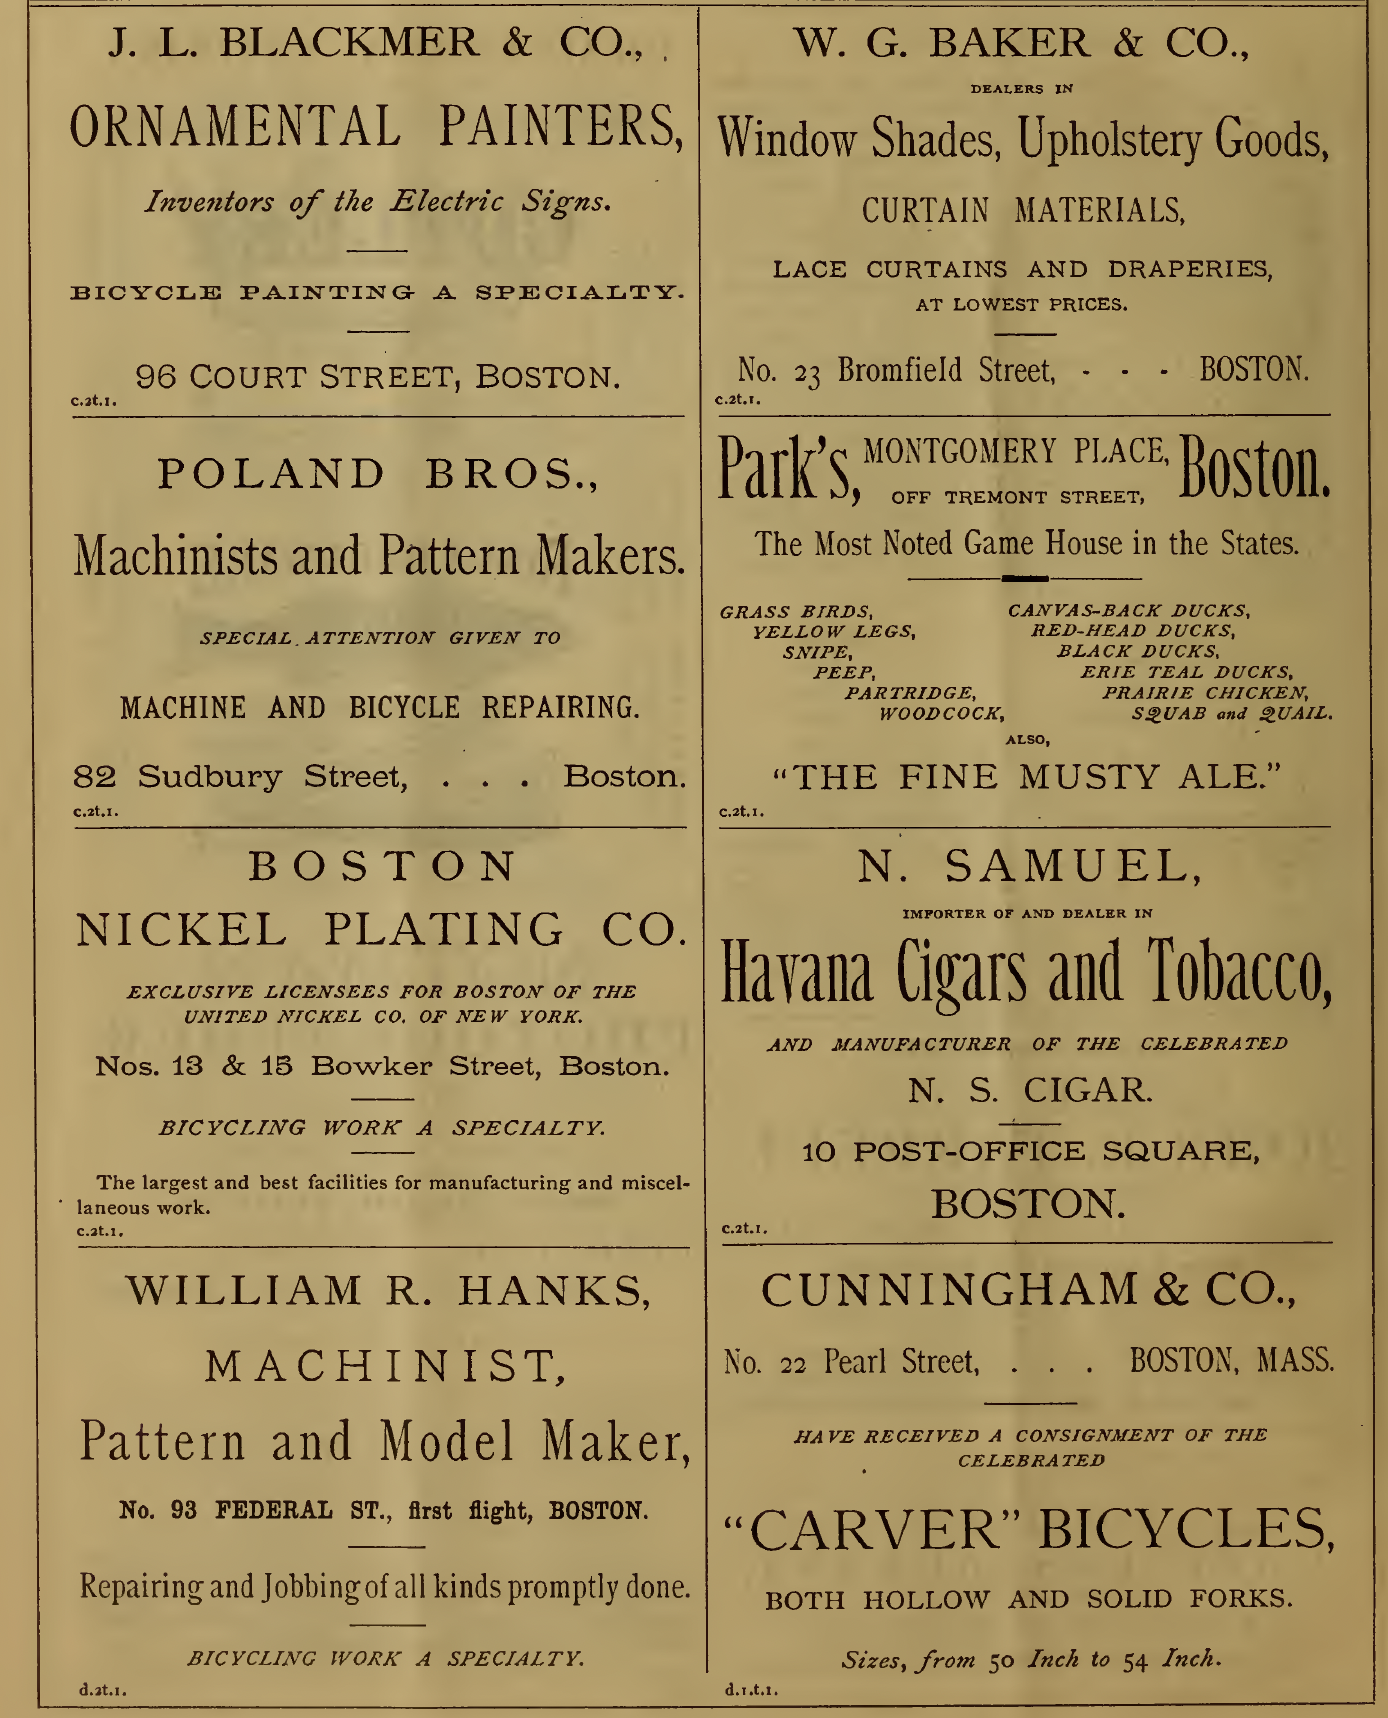 J. L. BLACKMER & CO.,
ORNAMENTAL PAINTERS,
Inventors of the Electric Signs.
BICYCLE PAINTING A SPECIALTY.
96 COURT STREET, BOSTON.
c.2t.1.
POLAND BROS.,
Machinists and Pattern Makers.
SPECIAL ATTENTION GIVEN TO
MACHINE AND BICYCLE REPAIRING.
82 Sudbury Street, . . . Boston.
c.2t.1.
BOSTON
NICKEL PLATING CO.
EXCLUSIVE LICENSEES FOR BOSTON OF THE
UNITED NICKEL CO. OF NEW YORK.
Nos. 13 & 15 Bowker Street, Boston.
BICYCLING WORK A SPECIALTY.
The largest and best facilities for manufacturing and miscel-
laneous work.
c.2t.1.
WILLIAM R. HANKS,
MACHINIST,
Pattern and Model Maker,
No. 93 FEDERAL ST., first flight, BOSTON.
Repairing and Jobbing of all kinds promptly done.
BICYCLING WORK A SPECIALTY.
d.2t.1.
W. G. BAKER & CO.,
DEALERS IN
Window Shades, Upholstery Goods,
CURTAIN MATERIALS,
LACE CURTAINS AND DRAPERIES,
AT LOWEST PRICES.
No. 23 Bromfield Street, - - - BOSTON.
c.2t.1.
Park's, MONTGOMERY PLACE, Boston.
OFF TREMONT STREET,
The Most Noted Game House in the States.
GRASS BIRDS, CANVAS-BACK DUCKS,
YELLOW LEGS, RED-HEAD DUCKS,
SNIPE, BLACK DUCKS,
PEEP, ERIE TEAL DUCKS,
PARTRIDGE, PRAIRIE CHICKEN,
WOODCOCK, SQUAB and QUAIL.
ALSO,
"THE FINE MUSTY ALE."
c.2t.1.
N. SAMUEL,
IMPORTER OF AND DEALER IN
Havana Cigars and Tobacco,
AND MANUFACTURER OF THE CELEBRATED
N. S. CIGAR.
10 POST-OFFICE SQUARE,
BOSTON.
c.2t.1.
CUNNINGHAM & CO.,
No. 22 Pearl Street, . . . BOSTON, MASS.
HAVE RECEIVED A CONSIGNMENT OF THE
CELEBRATED
"CARVER" BICYCLES,
BOTH HOLLOW AND SOLID FORKS.
Sizes, from 50 Inch to 54 Inch.
d.1.t.1.